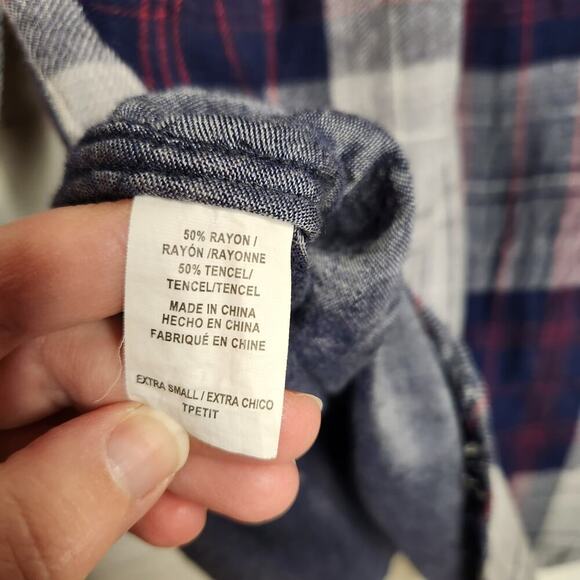 50% RAYON /
RAYÓN /RAYONNE
50% TENCEL/
TENCEL/TENCEL
MADE IN CHINA
HECHO EN CHINA
FABRIQUÉ EN CHINE
EXTRA SMALL / EXTRA CHICO
TPETIT